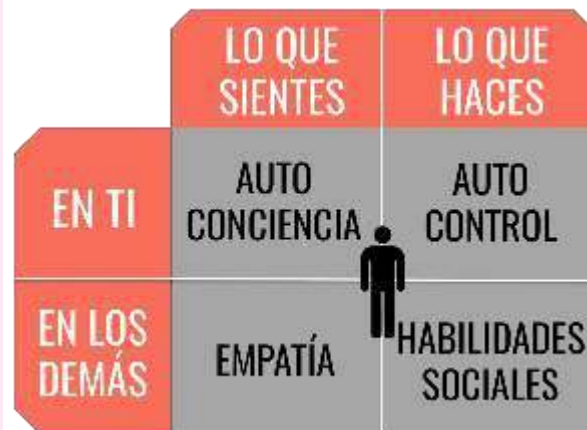 LO QUE
SIENTES
LO QUE
HACES
EN TI
AUTO
CONCIENCIA
AUTO
CONTROL
EN LOS
DEMÁS
EMPATÍA
HABILIDADES
SOCIALES